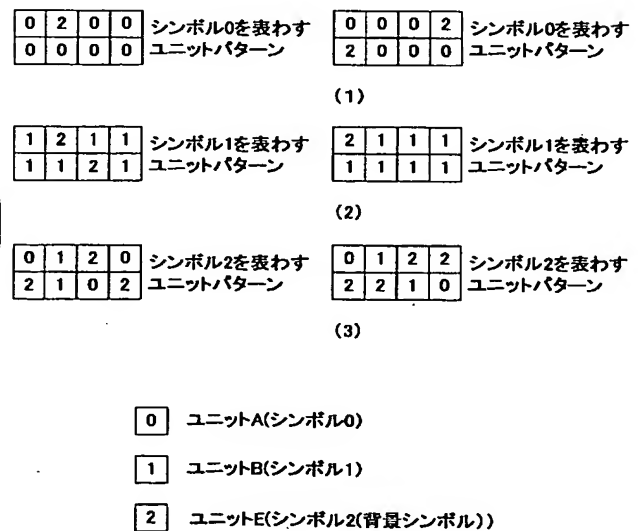 0 2 0 0 シンボル0を表わす
0 0 0 0 ユニットパターン
0 0 0 2 シンボル0を表わす
2 0 0 0 ユニットパターン
(1)
1 2 1 1 シンボル1を表わす
1 1 2 1 ユニットパターン
2 1 1 1 シンボル1を表わす
1 1 1 1 ユニットパターン
(2)
0 1 2 0 シンボル2を表わす
2 1 0 2 ユニットパターン
0 1 2 2 シンボル2を表わす
2 2 1 0 ユニットパターン
(3)
0 ユニットA(シンボル0)
1 ユニットB(シンボル1)
2 ユニットE(シンボル2(背景シンボル))